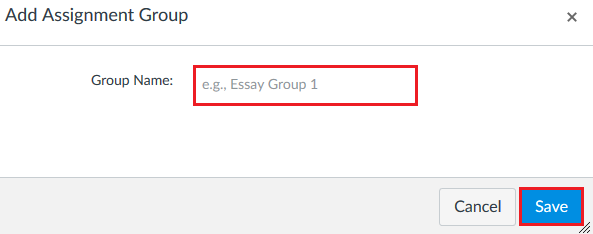 Add Assignment Group ×
Group Name: e.g., Essay Group 1
Cancel Save